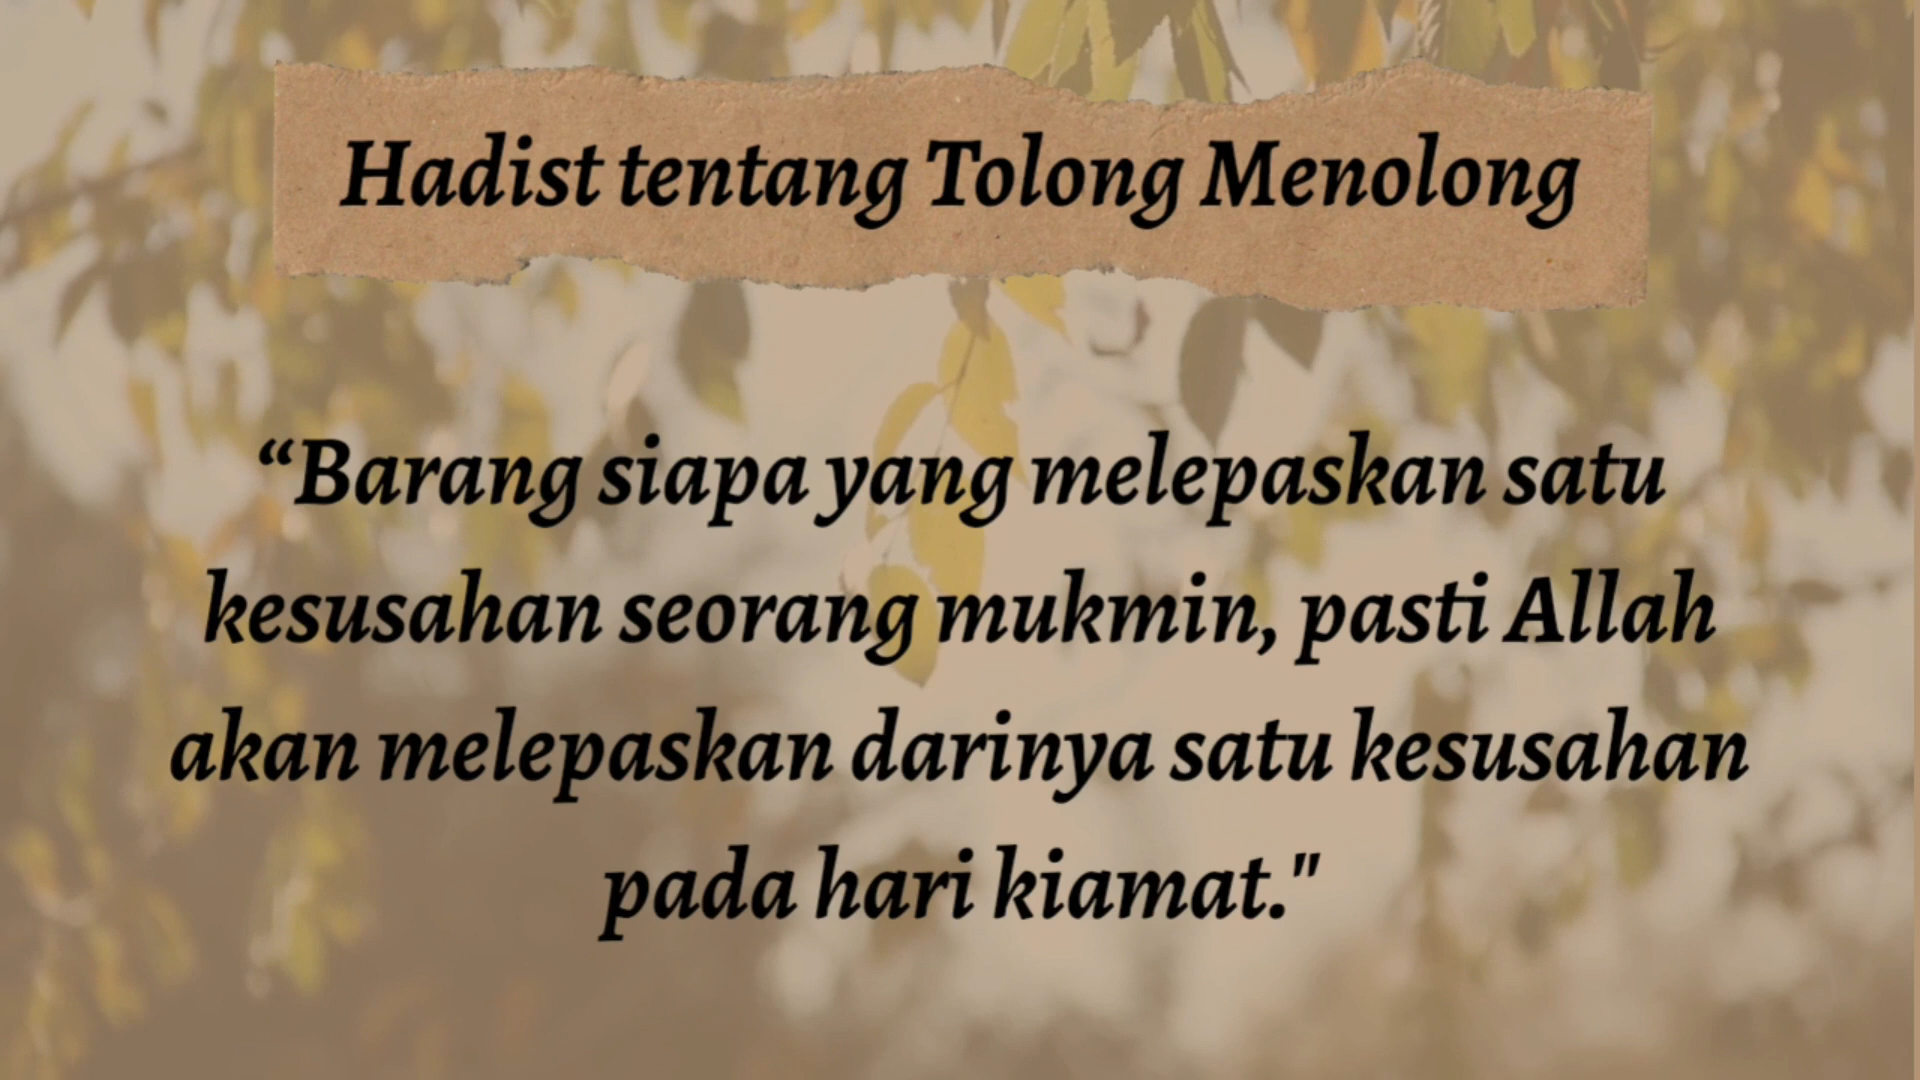 Hadist tentang Tolong Menolong
“Barang siapa yang melepaskan satu
kesusahan seorang mukmin, pasti Allah
akan melepaskan darinya satu kesusahan
pada hari kiamat."